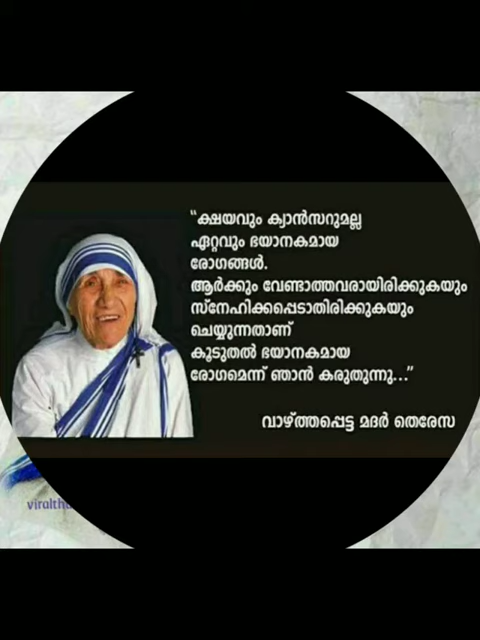 “ക്ഷയവും ക്യാൻസറുമല്ല
ഏറ്റവും ഭയാനകമായ
രോഗങ്ങൾ.
ആർക്കും വേണ്ടാത്തവരായിരിക്കുകയും
സ്നേഹിക്കപ്പെടാതിരിക്കുകയും
ചെയ്യുന്നതാണ്
കൂടുതൽ ഭയാനകമായ
രോഗമെന്ന് ഞാൻ കരുതുന്നു...”
വാഴ്ത്തപ്പെട്ട മദർ തെരേസ